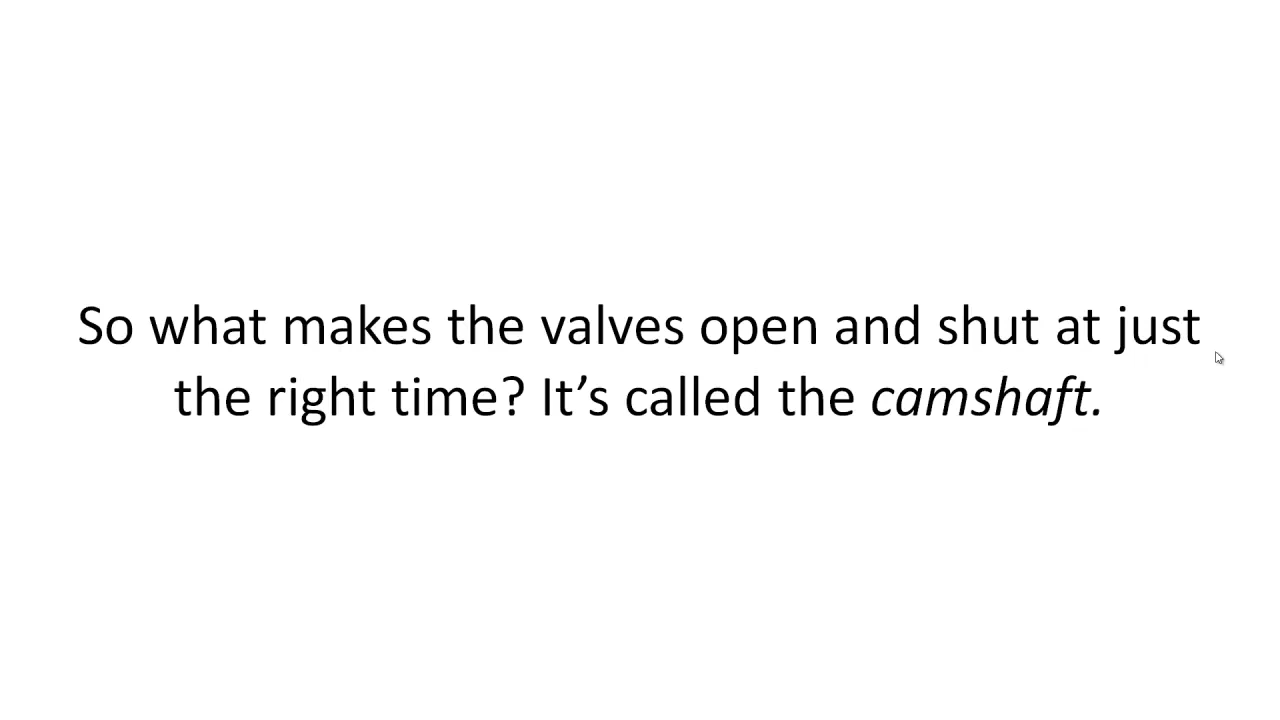 So what makes the valves open and shut at just
the right time? It’s called the camshaft.